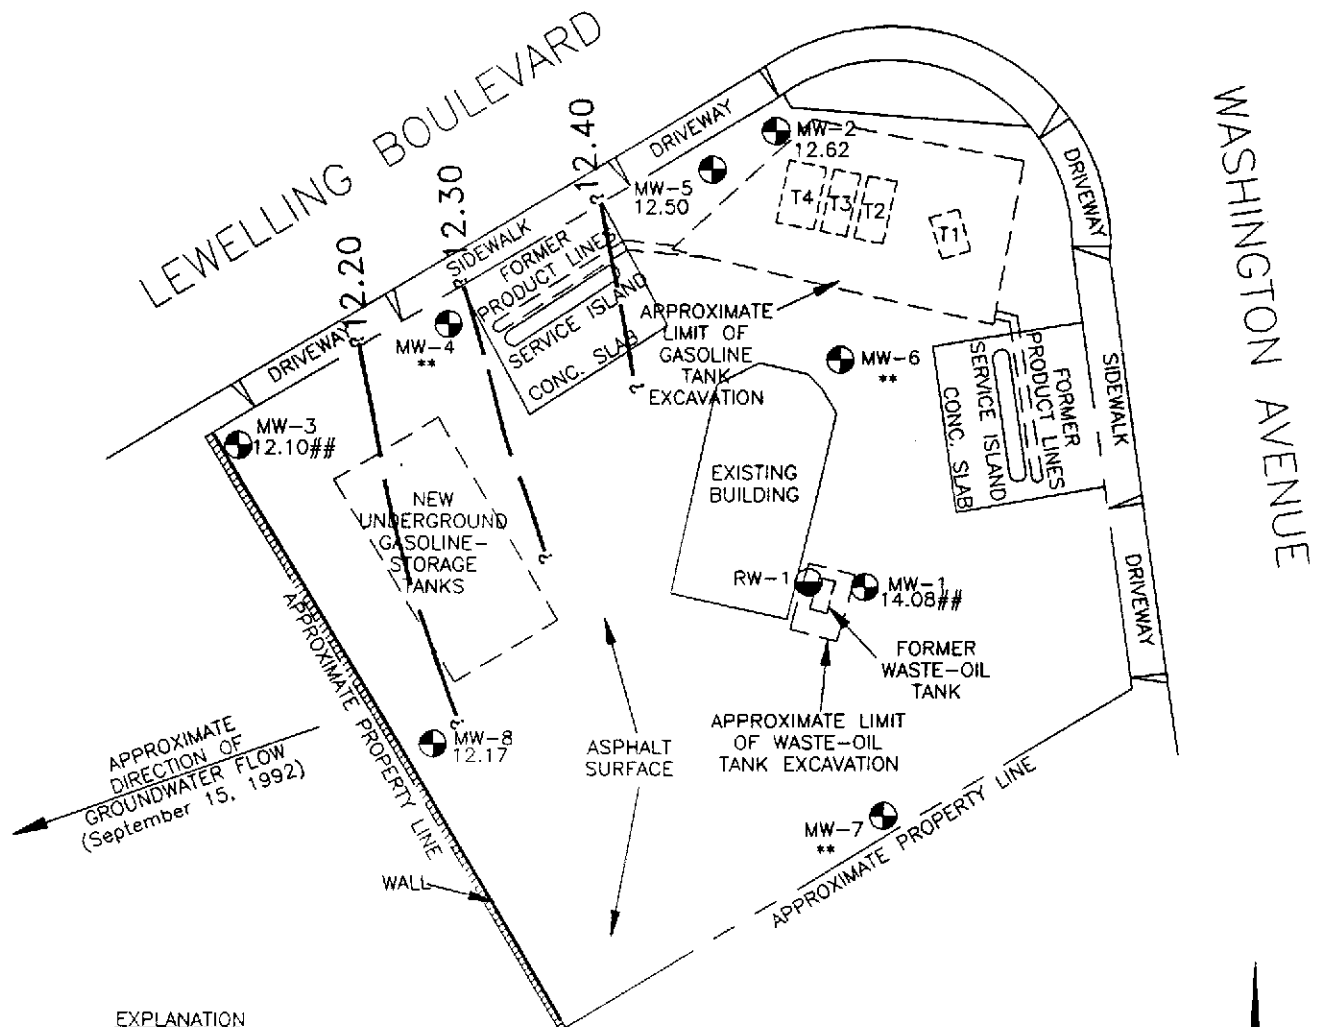 LEWELLING BOULEVARD
WASHINGTON AVENUE
12.20
12.30
12.40
DRIVEWAY
SIDEWALK
DRIVEWAY
DRIVEWAY
SIDEWALK
DRIVEWAY
MW-2
12.62
MW-5
12.50
T4
T3
T2
T1
FORMER
PRODUCT LINES
SERVICE ISLAND
CONC. SLAB
APPROXIMATE
LIMIT OF
GASOLINE
TANK
EXCAVATION
MW-4
**
MW-6
**
FORMER
PRODUCT LINES
SERVICE ISLAND
CONC. SLAB
MW-3
12.10##
NEW
UNDERGROUND
GASOLINE-
STORAGE
TANKS
EXISTING
BUILDING
RW-1
MW-1
14.08##
FORMER
WASTE-OIL
TANK
APPROXIMATE LIMIT
OF WASTE-OIL
TANK EXCAVATION
APPROXIMATE PROPERTY LINE
MW-8
12.17
ASPHALT
SURFACE
APPROXIMATE
DIRECTION OF
GROUNDWATER FLOW
(September 15, 1992)
MW-7
**
APPROXIMATE PROPERTY LINE
WALL
?
?
?
?
?
?
EXPLANATION